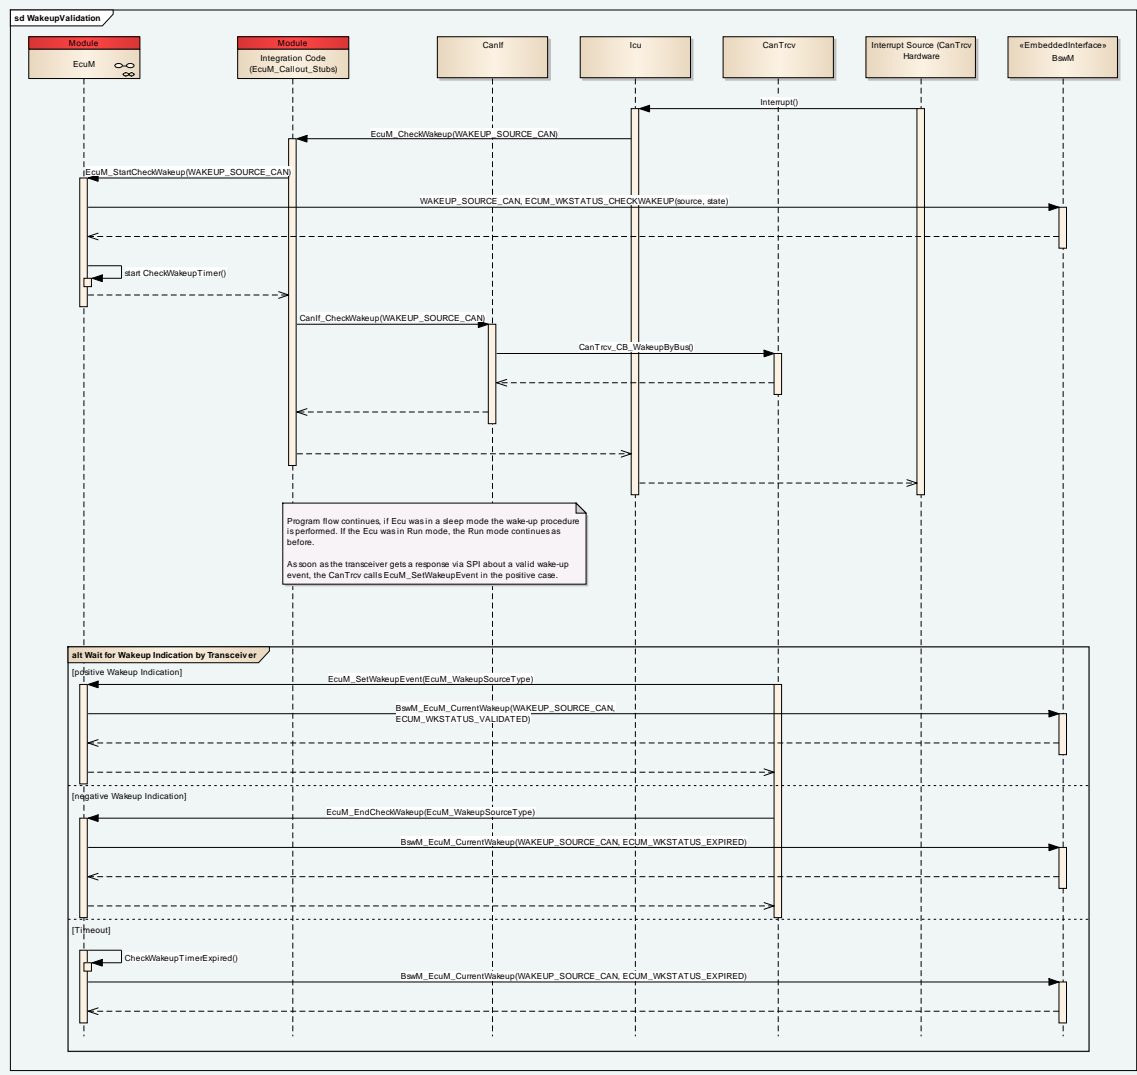 sd WakeupValidation
Module
EcuM
Module
Integration Code
(EcuM_Callout_Stubs)
CanIf
Icu
CanTrcv
Interrupt Source (CanTrcv
Hardware
«EmbeddedInterface»
BswM
Interrupt()
EcuM_CheckWakeup(WAKEUP_SOURCE_CAN)
EcuM_StartCheckWakeup(WAKEUP_SOURCE_CAN)
WAKEUP_SOURCE_CAN, ECUM_WKSTATUS_CHECKWAKEUP(source, state)
start CheckWakeupTimer()
CanIf_CheckWakeup(WAKEUP_SOURCE_CAN)
CanTrcv_CB_WakeupByBus()
Program flow continues, if Ecu was in a sleep mode the wake-up procedure
is performed. If the Ecu was in Run mode, the Run mode continues as
before.
As soon as the transceiver gets a response via SPI about a valid wake-up
event, the CanTrcv calls EcuM_SetWakeupEvent in the positive case.
alt Wait for Wakeup Indication by Transceiver
[positive Wakeup Indication]
EcuM_SetWakeupEvent(EcuM_WakeupSourceType)
BswM_EcuM_CurrentWakeup(WAKEUP_SOURCE_CAN,
ECUM_WKSTATUS_VALIDATED)
[negative Wakeup Indication]
EcuM_EndCheckWakeup(EcuM_WakeupSourceType)
BswM_EcuM_CurrentWakeup(WAKEUP_SOURCE_CAN, ECUM_WKSTATUS_EXPIRED)
[Timeout]
CheckWakeupTimerExpired()
BswM_EcuM_CurrentWakeup(WAKEUP_SOURCE_CAN, ECUM_WKSTATUS_EXPIRED)